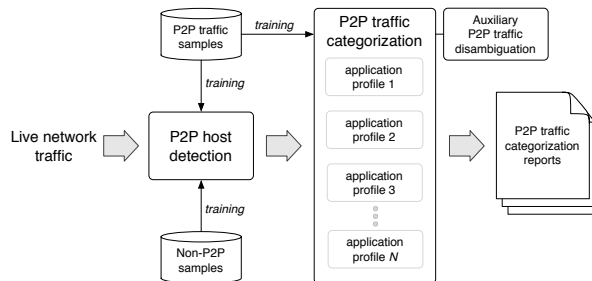 P2P traffic
samples
training
P2P traffic
categorization
Auxiliary
P2P traffic
disambiguation
training
application
profile 1
Live network
traffic
P2P host
detection
application
profile 2
P2P traffic
categorization
reports
application
profile 3
training
Non-P2P
samples
application
profile N